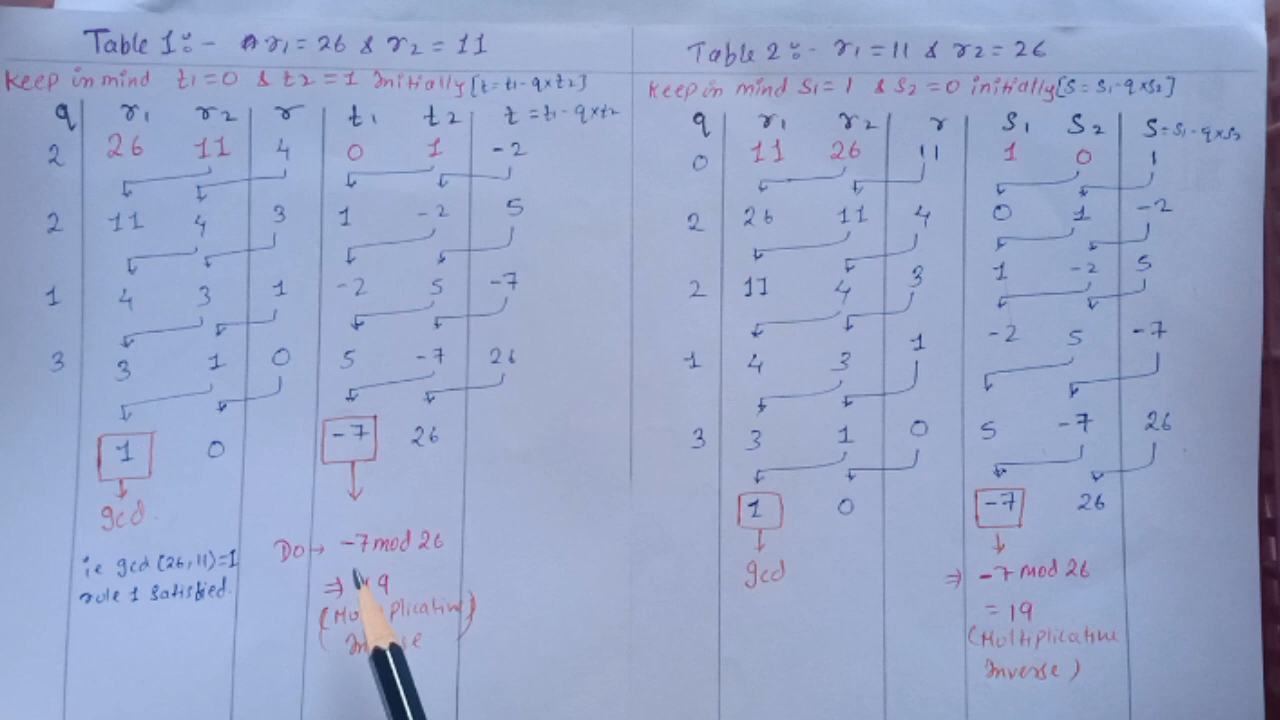 Table 1:- r1=26 & r2=11
Keep in mind t1=0 & t2=1 Initially [t=t1-q×t2]
q r1 r2 r t1 t2 t=t1-q×t2
2 26 11 4 0 1 -2
2 11 4 3 1 -2 5
1 4 3 1 -2 5 -7
3 3 1 0 5 -7 26
1 0 -7 26
gcd.
ie gcd(26,11)=1
rule 1 satisfied.
Do → -7 mod 26
⇒ 9
Table 2:- r1=11 & r2=26
Keep in mind S1=1 & S2=0 initially [S=S1-q×S2]
q r1 r2 r S1 S2 S=S1-q×S2
0 11 26 11 1 0 1
2 26 11 4 0 1 -2
2 11 4 3 1 -2 5
1 4 3 1 -2 5 -7
3 3 1 0 5 -7 26
1 0 -7 26
gcd
⇒ -7 mod 26
= 19
(Multiplicative
Inverse)